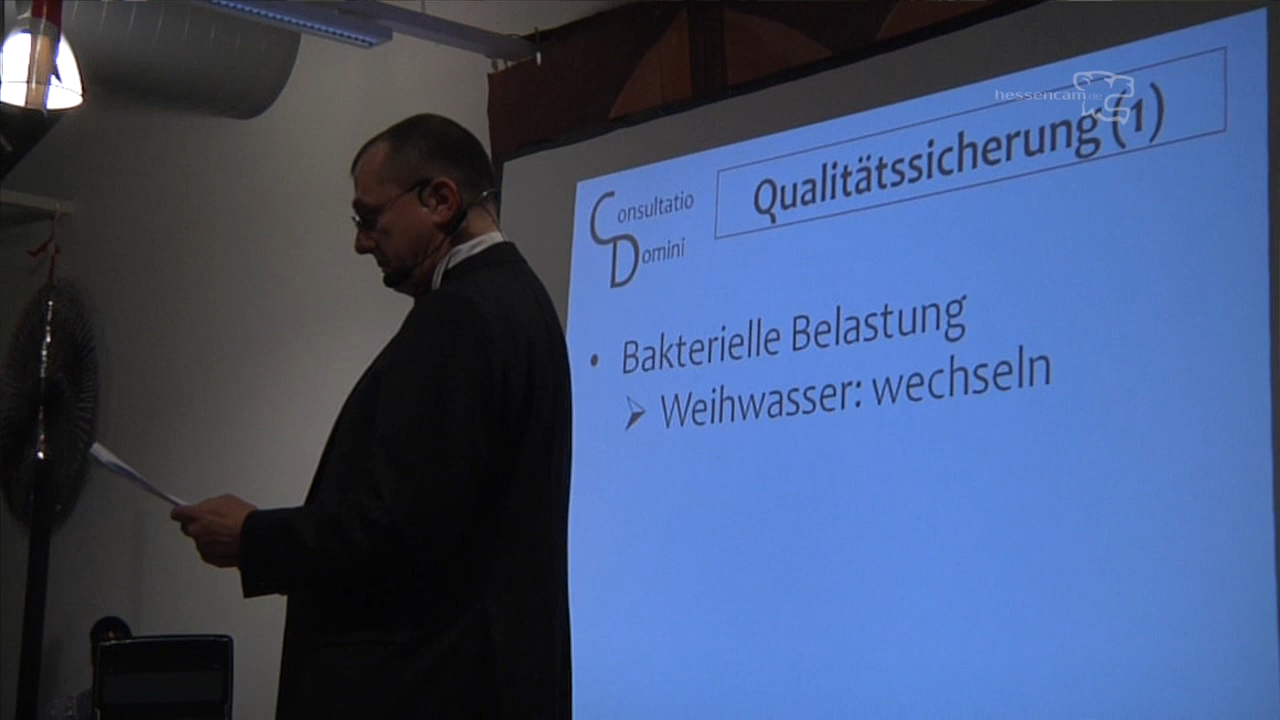 hessencam.de
Qualitätssicherung (1)
Consultatio
Domini
• Bakterielle Belastung
➢ Weihwasser: wechseln